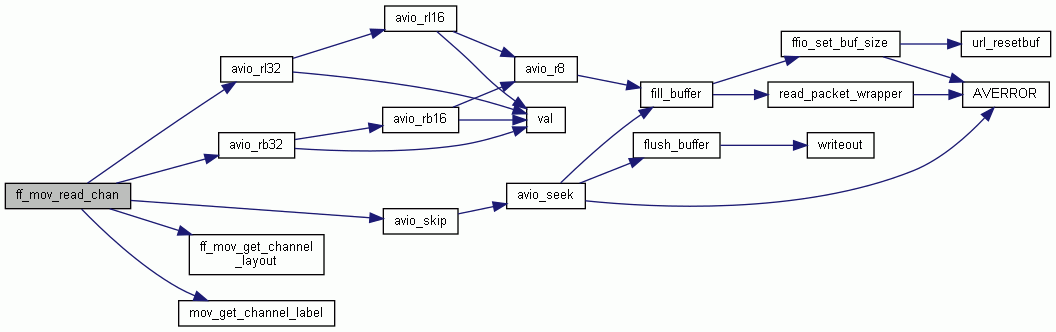 avio_rl16
ffio_set_buf_size
url_resetbuf
avio_rl32
avio_r8
fill_buffer
read_packet_wrapper
AVERROR
avio_rb16
val
avio_rb32
flush_buffer
writeout
ff_mov_read_chan
avio_seek
avio_skip
ff_mov_get_channel
_layout
mov_get_channel_label